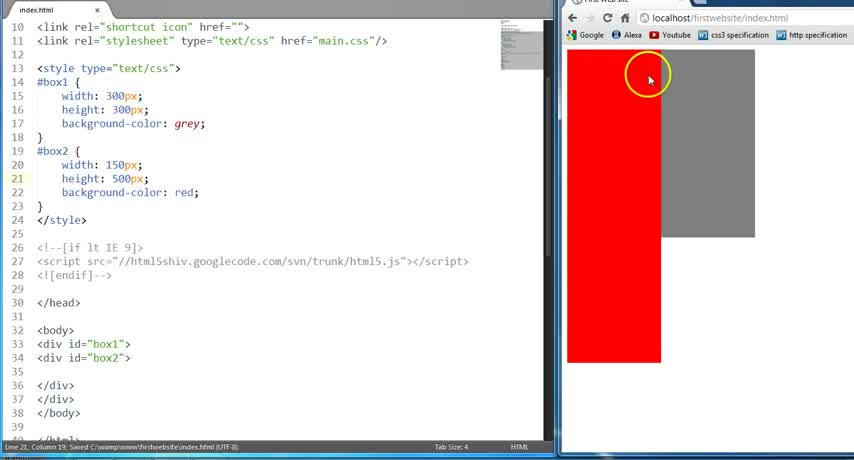 index.html ×
10 <link rel="shortcut icon" href="">
11 <link rel="stylesheet" type="text/css" href="main.css"/>
12
13 <style type="text/css">
14 #box1 {
15 width: 300px;
16 height: 300px;
17 background-color: grey;
18 }
19 #box2 {
20 width: 150px;
21 height: 500px;
22 background-color: red;
23 }
24 </style>
25
26 <!--[if lt IE 9]>
27 <script src="//html5shiv.googlecode.com/svn/trunk/html5.js"></script>
28 <![endif]-->
29
30 </head>
31
32 <body>
33 <div id="box1">
34 <div id="box2">
35
36 </div>
37 </div>
38 </body>
39
40 </html>
Line 21, Column 19; Saved C:\wamp\www\firstwebsite\index.html (UTF-8) Tab Size: 4 HTML
First Web site
localhost/firstwebsite/index.html
Google Alexa Youtube css3 specification http specification